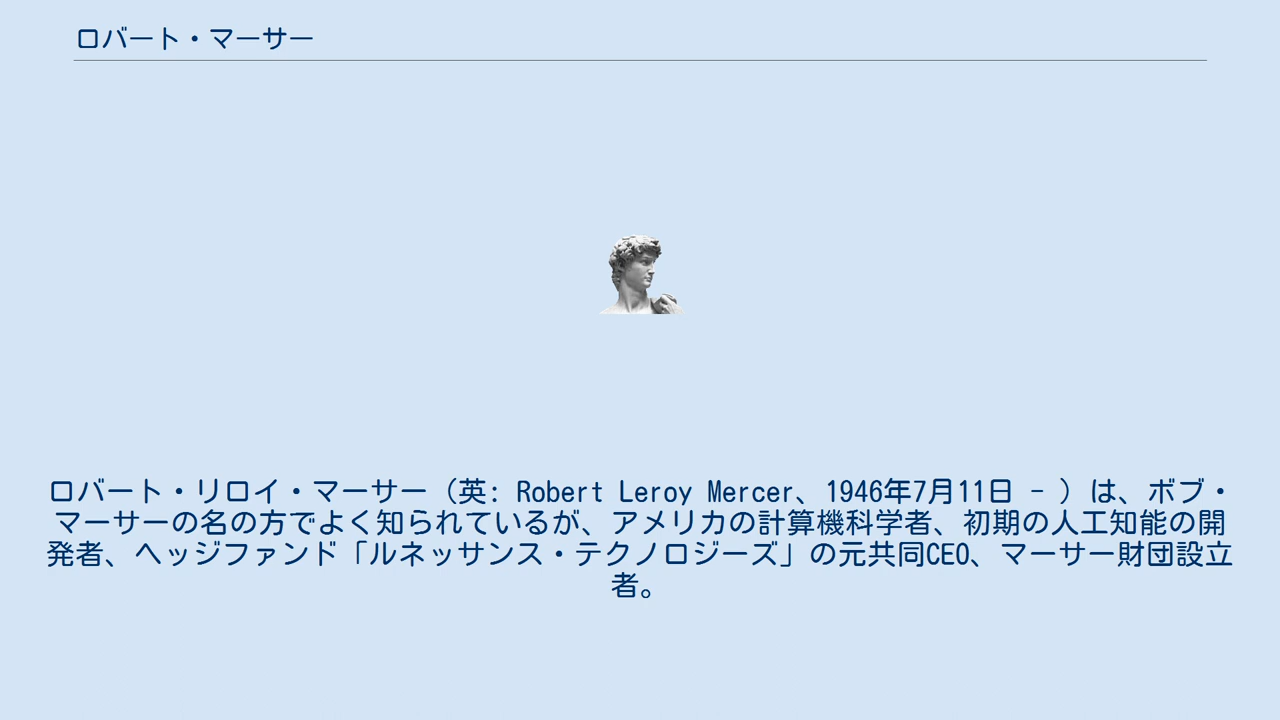 ロバート・マーサー
ロバート・リロイ・マーサー（英: Robert Leroy Mercer、1946年7月11日 - ）は、ボブ・
マーサーの名の方でよく知られているが、アメリカの計算機科学者、初期の人工知能の開
発者、ヘッジファンド「ルネッサンス・テクノロジーズ」の元共同CEO、マーサー財団設立
者。